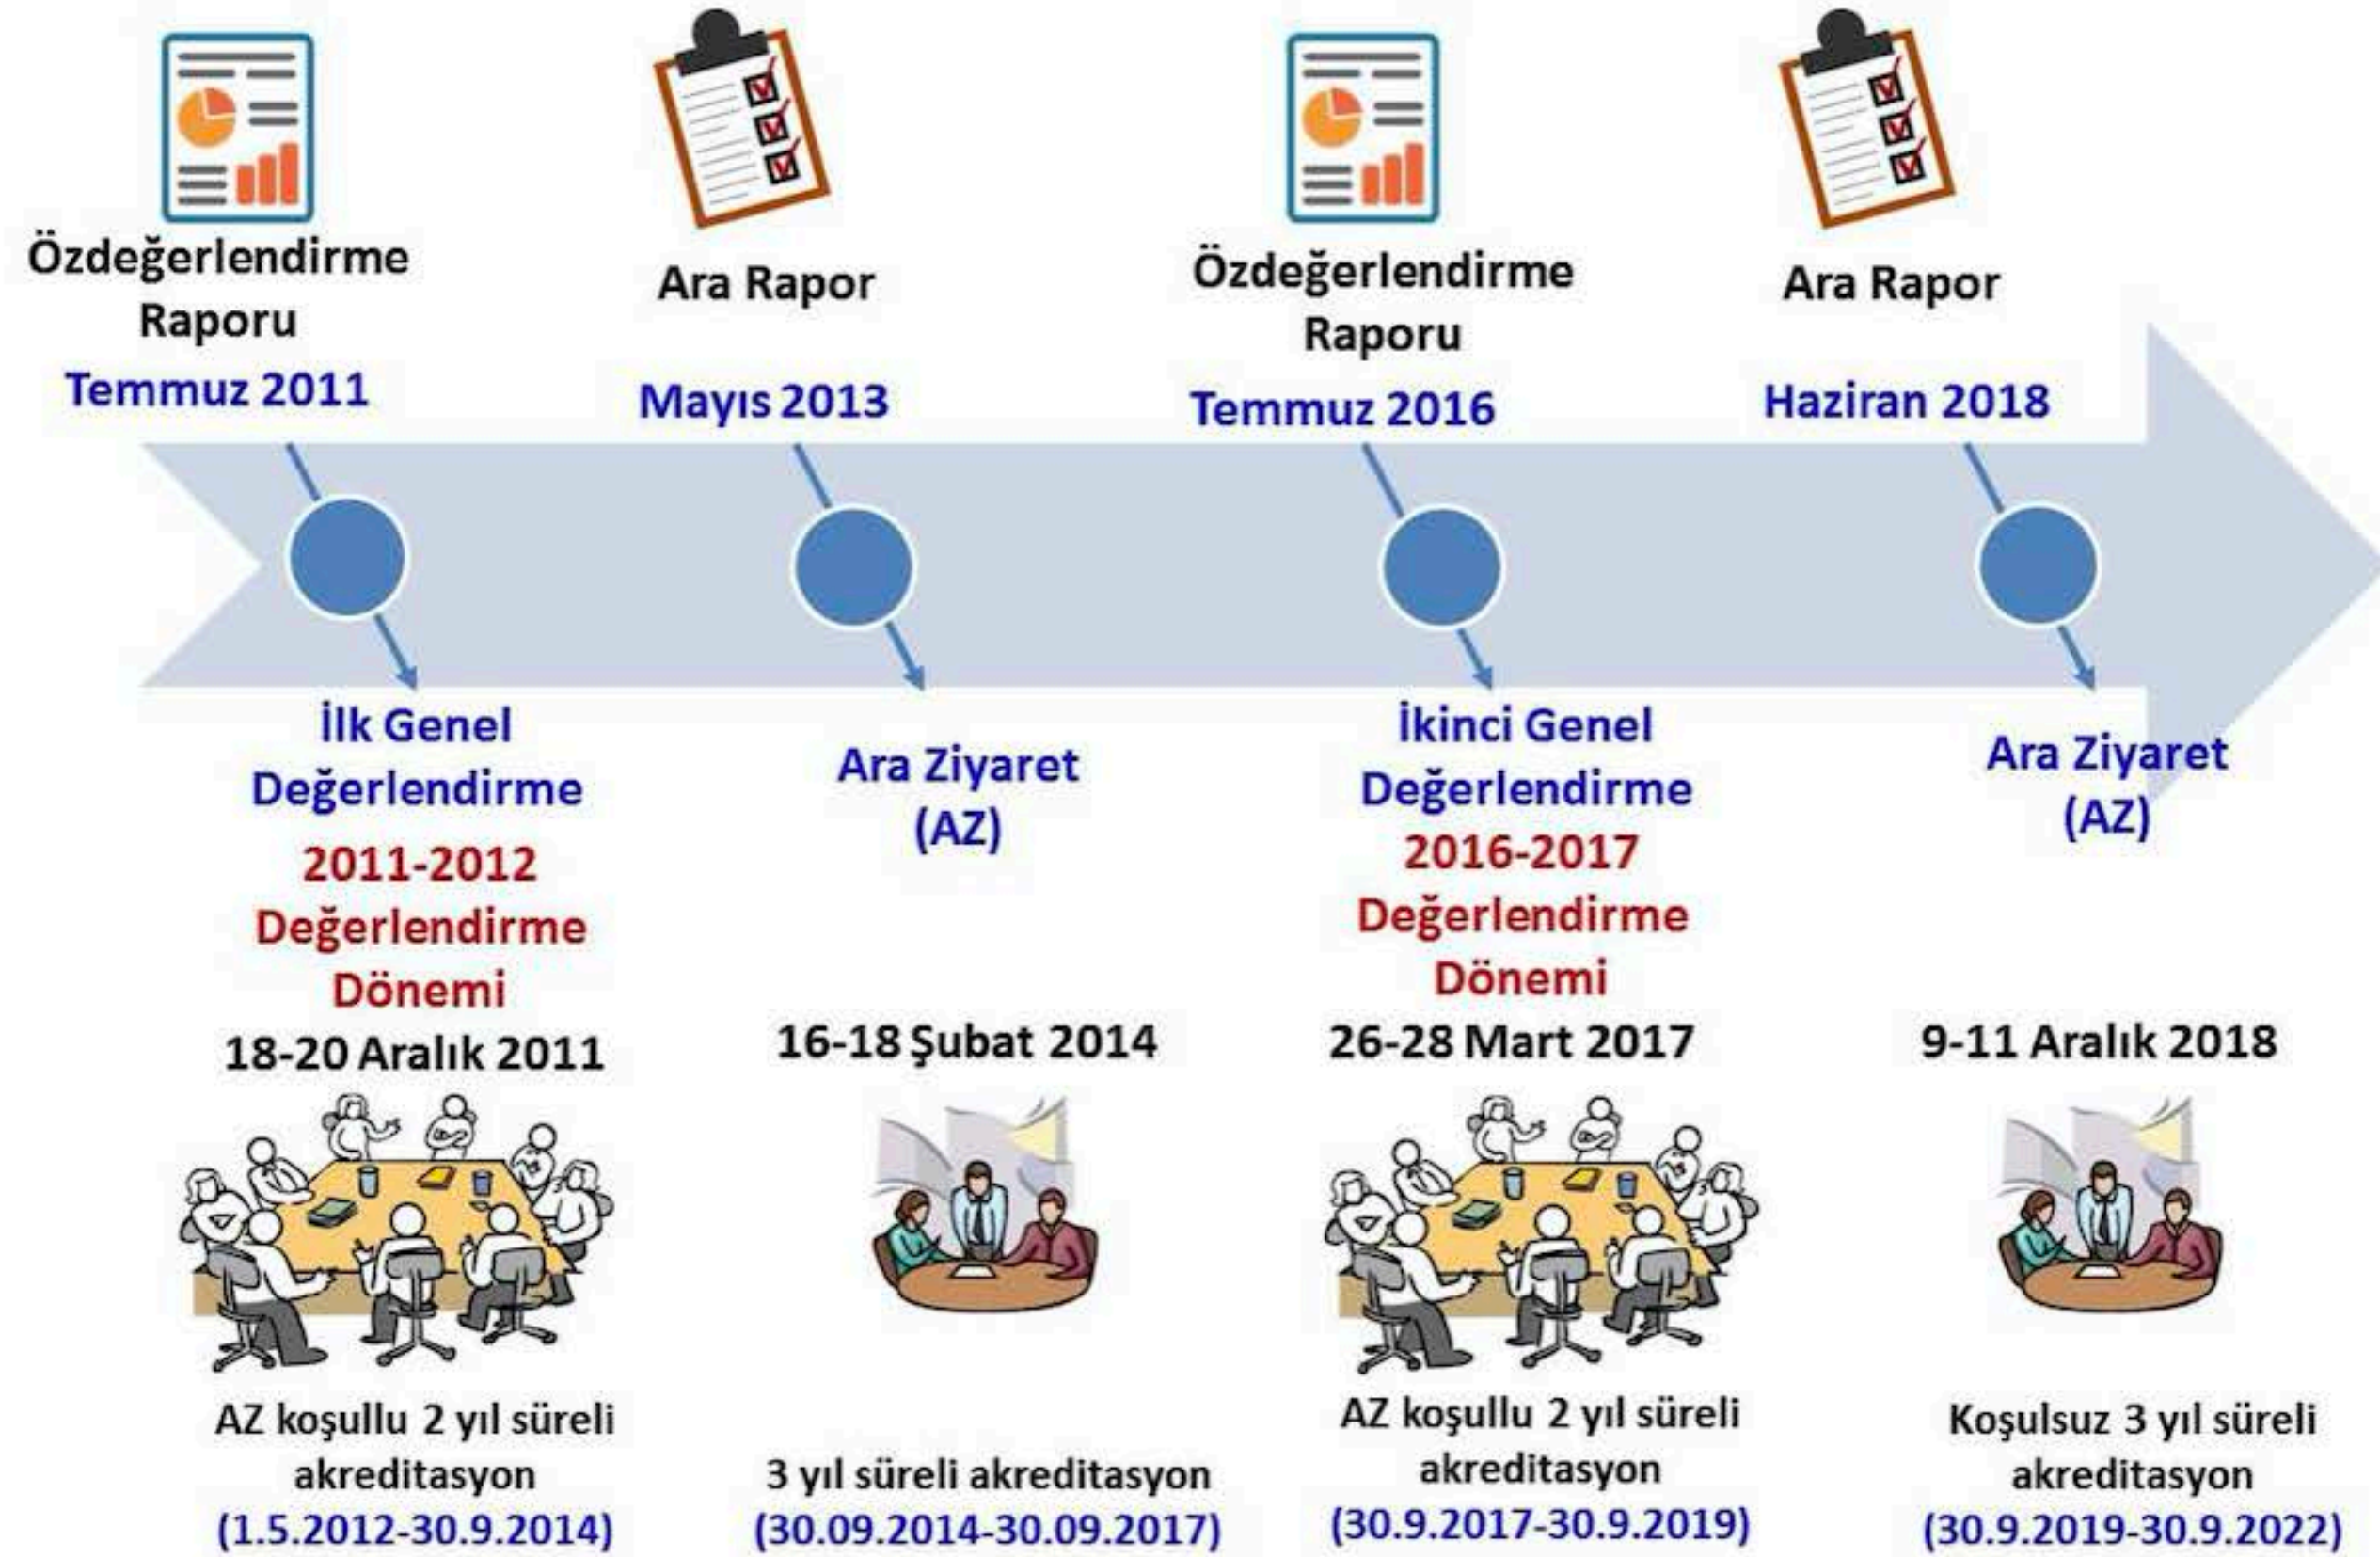 Özdeğerlendirme
Raporu
Temmuz 2011
Ara Rapor
Mayıs 2013
Özdeğerlendirme
Raporu
Temmuz 2016
Ara Rapor
Haziran 2018
İlk Genel
Değerlendirme
2011-2012
Değerlendirme
Dönemi
18-20 Aralık 2011
AZ koşullu 2 yıl süreli
akreditasyon
(1.5.2012-30.9.2014)
Ara Ziyaret
(AZ)
16-18 Şubat 2014
3 yıl süreli akreditasyon
(30.09.2014-30.09.2017)
İkinci Genel
Değerlendirme
2016-2017
Değerlendirme
Dönemi
26-28 Mart 2017
AZ koşullu 2 yıl süreli
akreditasyon
(30.9.2017-30.9.2019)
Ara Ziyaret
(AZ)
9-11 Aralık 2018
Koşulsuz 3 yıl süreli
akreditasyon
(30.9.2019-30.9.2022)